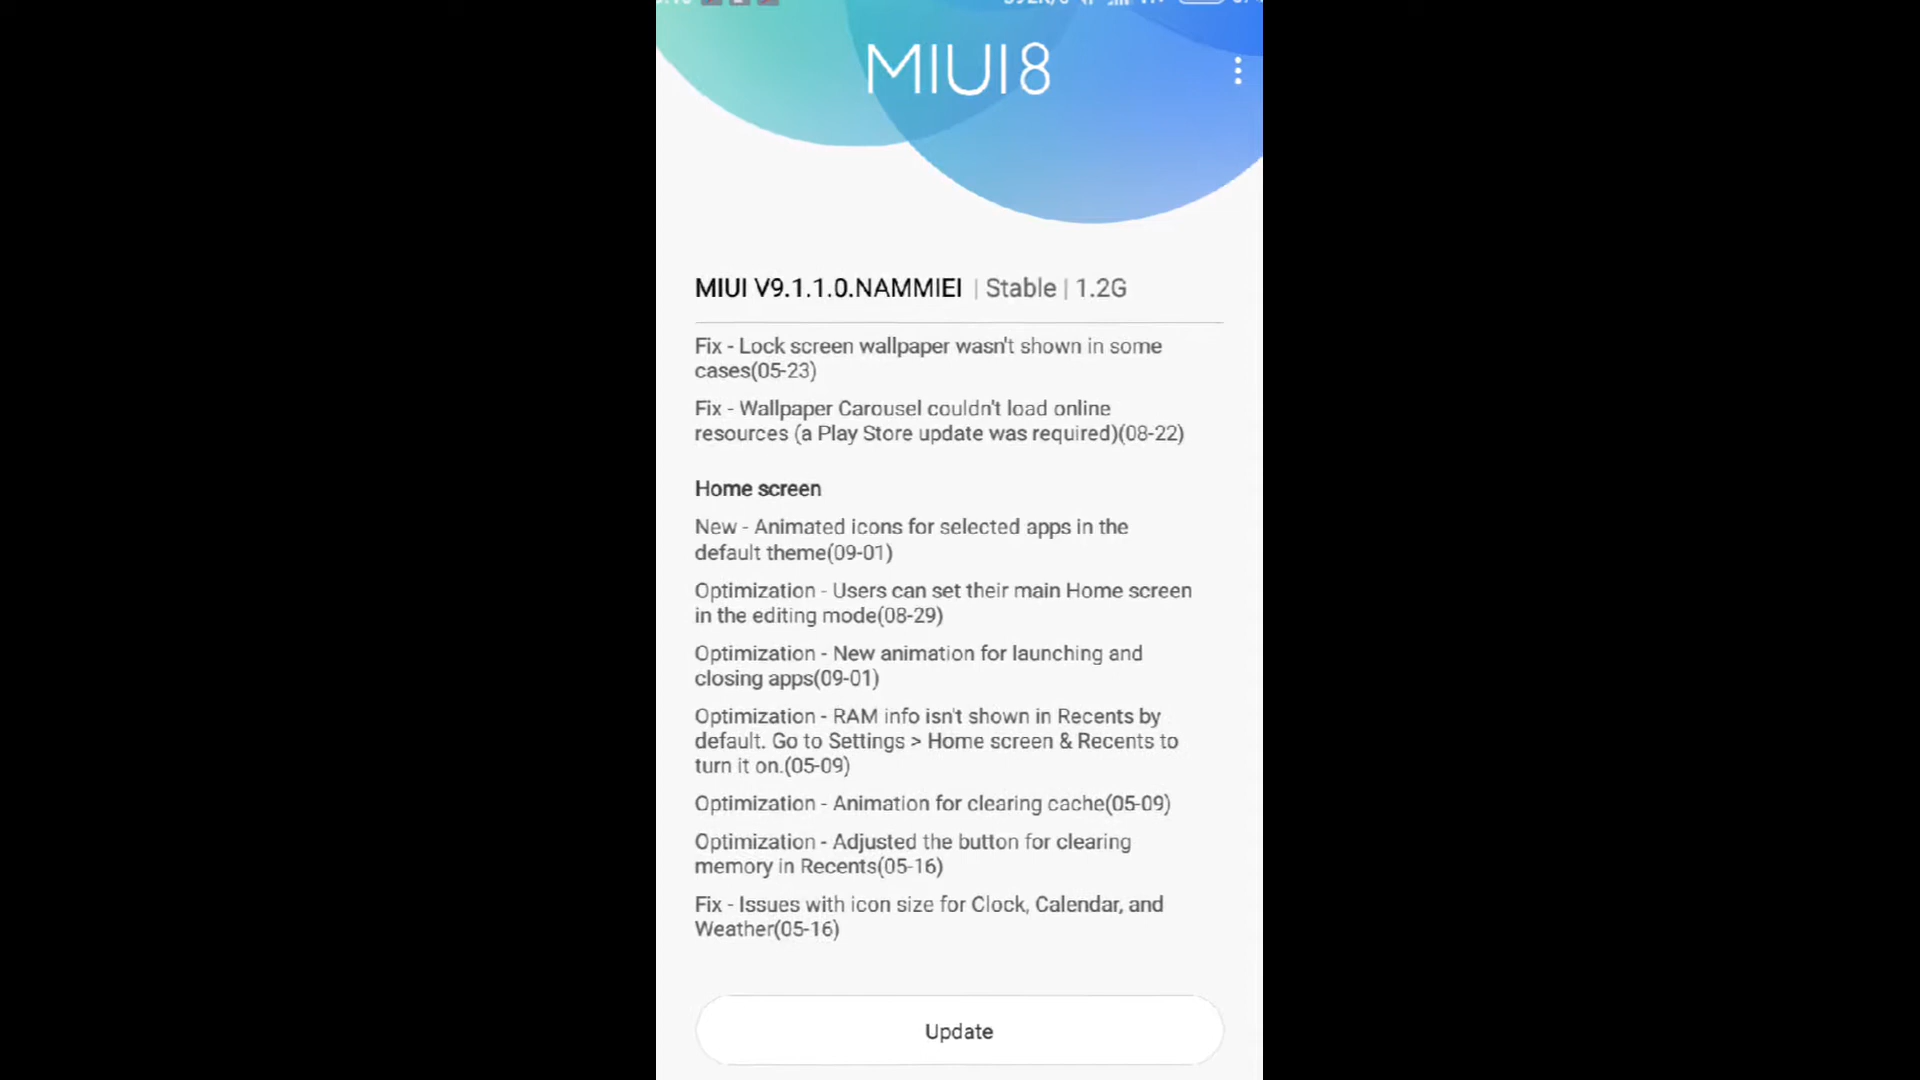 MIUI 8
MIUI V9.1.1.0.NAMMIEI | Stable | 1.2G
Fix - Lock screen wallpaper wasn't shown in some
cases(05-23)
Fix - Wallpaper Carousel couldn't load online
resources (a Play Store update was required)(08-22)
Home screen
New - Animated icons for selected apps in the
default theme(09-01)
Optimization - Users can set their main Home screen
in the editing mode(08-29)
Optimization - New animation for launching and
closing apps(09-01)
Optimization - RAM info isn't shown in Recents by
default. Go to Settings > Home screen & Recents to
turn it on.(05-09)
Optimization - Animation for clearing cache(05-09)
Optimization - Adjusted the button for clearing
memory in Recents(05-16)
Fix - Issues with icon size for Clock, Calendar, and
Weather(05-16)
Update